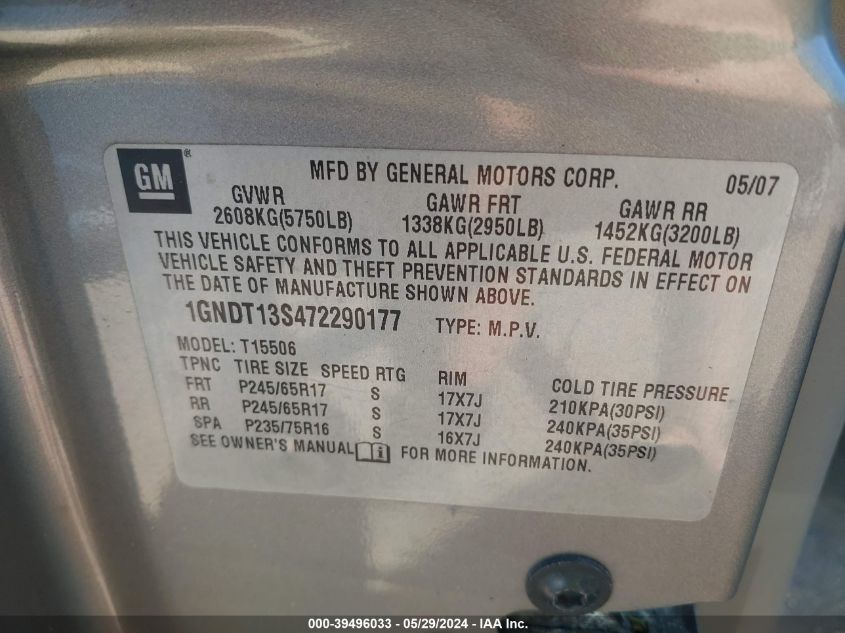 GM®
MFD BY GENERAL MOTORS CORP. 05/07
GVWR GAWR FRT GAWR RR
2608KG(5750LB) 1338KG(2950LB) 1452KG(3200LB)
THIS VEHICLE CONFORMS TO ALL APPLICABLE U.S. FEDERAL MOTOR
VEHICLE SAFETY AND THEFT PREVENTION STANDARDS IN EFFECT ON
THE DATE OF MANUFACTURE SHOWN ABOVE.
1GNDT13S472290177 TYPE: M.P.V.
MODEL: T15506
TPNC TIRE SIZE SPEED RTG RIM COLD TIRE PRESSURE
FRT P245/65R17 S 17X7J 210KPA(30PSI)
RR P245/65R17 S 17X7J 240KPA(35PSI)
SPA P235/75R16 S 16X7J 240KPA(35PSI)
SEE OWNER'S MANUAL FOR MORE INFORMATION.
000-39496033 - 05/29/2024 - IAA Inc.